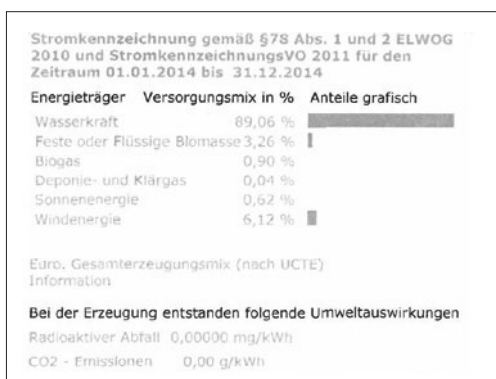 Stromkennzeichnung gemäß §78 Abs. 1 und 2 ELWOG
2010 und StromkennzeichnungsVO 2011 für den
Zeitraum 01.01.2014 bis 31.12.2014
Energieträger Versorgungsmix in % Anteile grafisch
Wasserkraft 89,06 %
Feste oder Flüssige Biomasse 3,26 %
Biogas 0,90 %
Deponie- und Klärgas 0,04 %
Sonnenenergie 0,62 %
Windenergie 6,12 %
Euro. Gesamterzeugungsmix (nach UCTE)
Information
Bei der Erzeugung entstanden folgende Umweltauswirkungen
Radioaktiver Abfall 0,00000 mg/kWh
CO2 - Emissionen 0,00 g/kWh